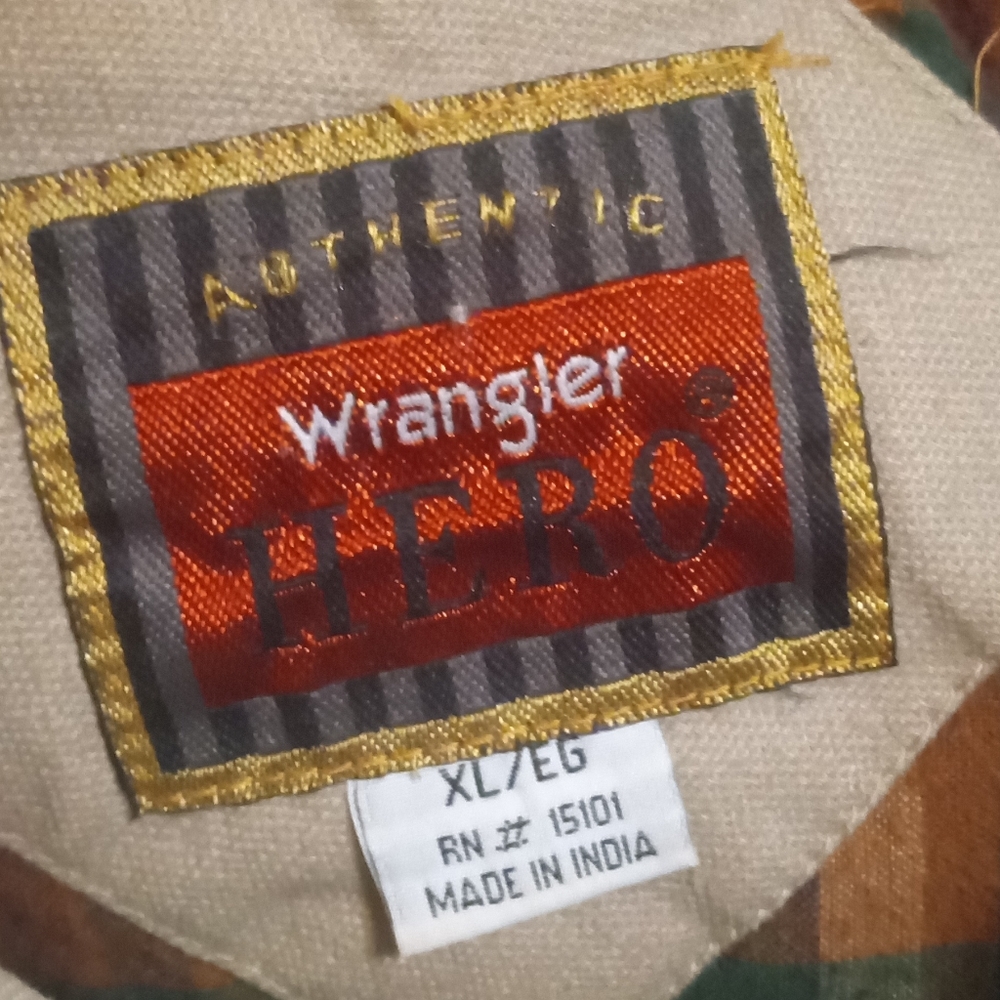 AUTHENTIC
Wrangler®
HERO
XL/EG
RN # 15101
MADE IN INDIA